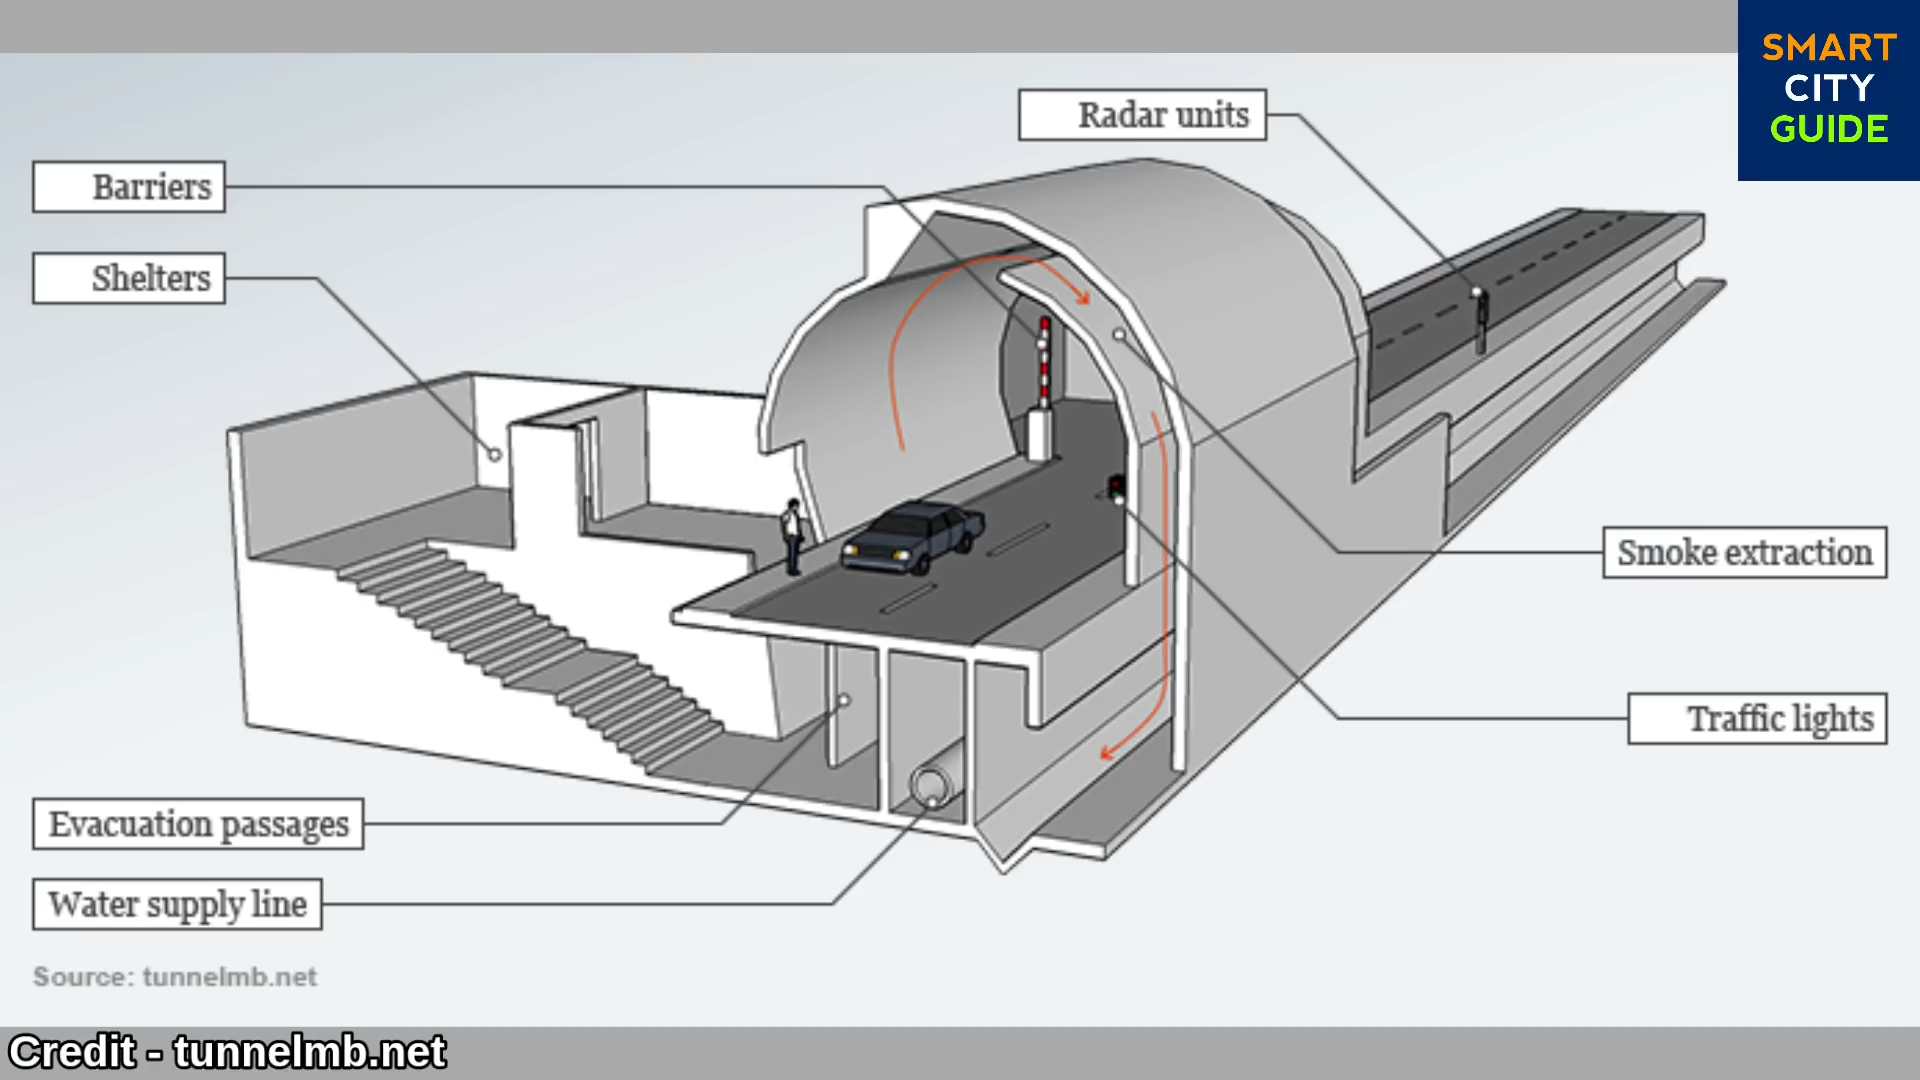 SMART
CITY
GUIDE
Radar units
Barriers
Shelters
Smoke extraction
Traffic lights
Evacuation passages
Water supply line
Source: tunnelmb.net
Credit - tunnelmb.net